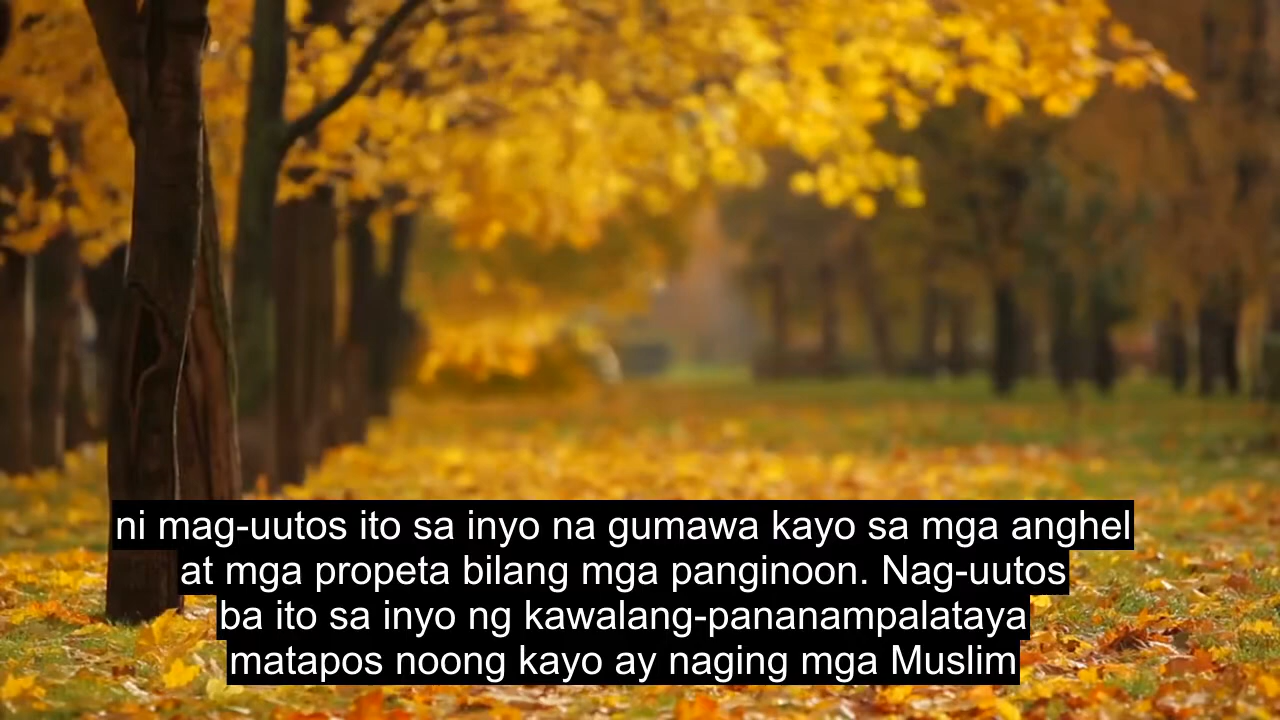 ni mag-uutos ito sa inyo na gumawa kayo sa mga anghel
at mga propeta bilang mga panginoon. Nag-uutos
ba ito sa inyo ng kawalang-pananampalataya
matapos noong kayo ay naging mga Muslim